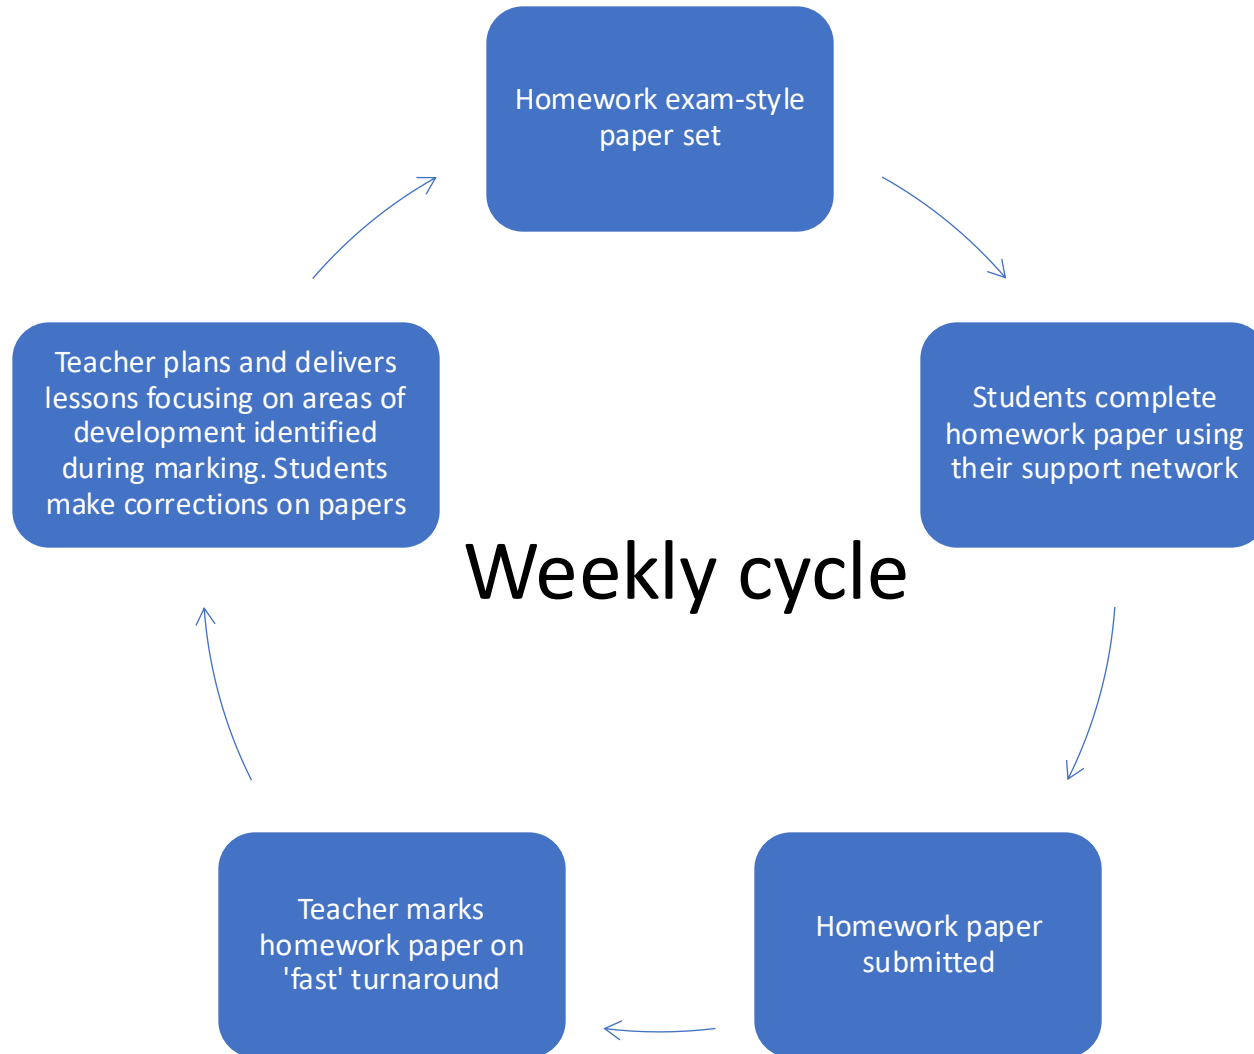 Homework exam-style
paper set
Students complete
homework paper using
their support network
Homework paper
submitted
Teacher marks
homework paper on
'fast' turnaround
Teacher plans and delivers
lessons focusing on areas of
development identified
during marking. Students
make corrections on papers
Weekly cycle